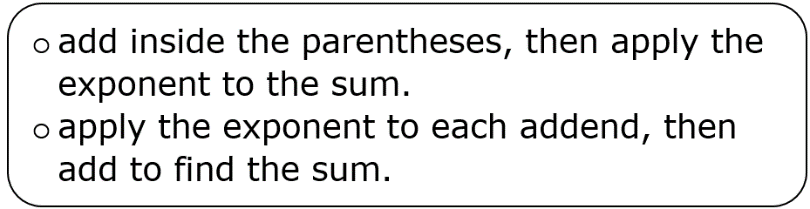 ○ add inside the parentheses, then apply the
exponent to the sum.
○ apply the exponent to each addend, then
add to find the sum.